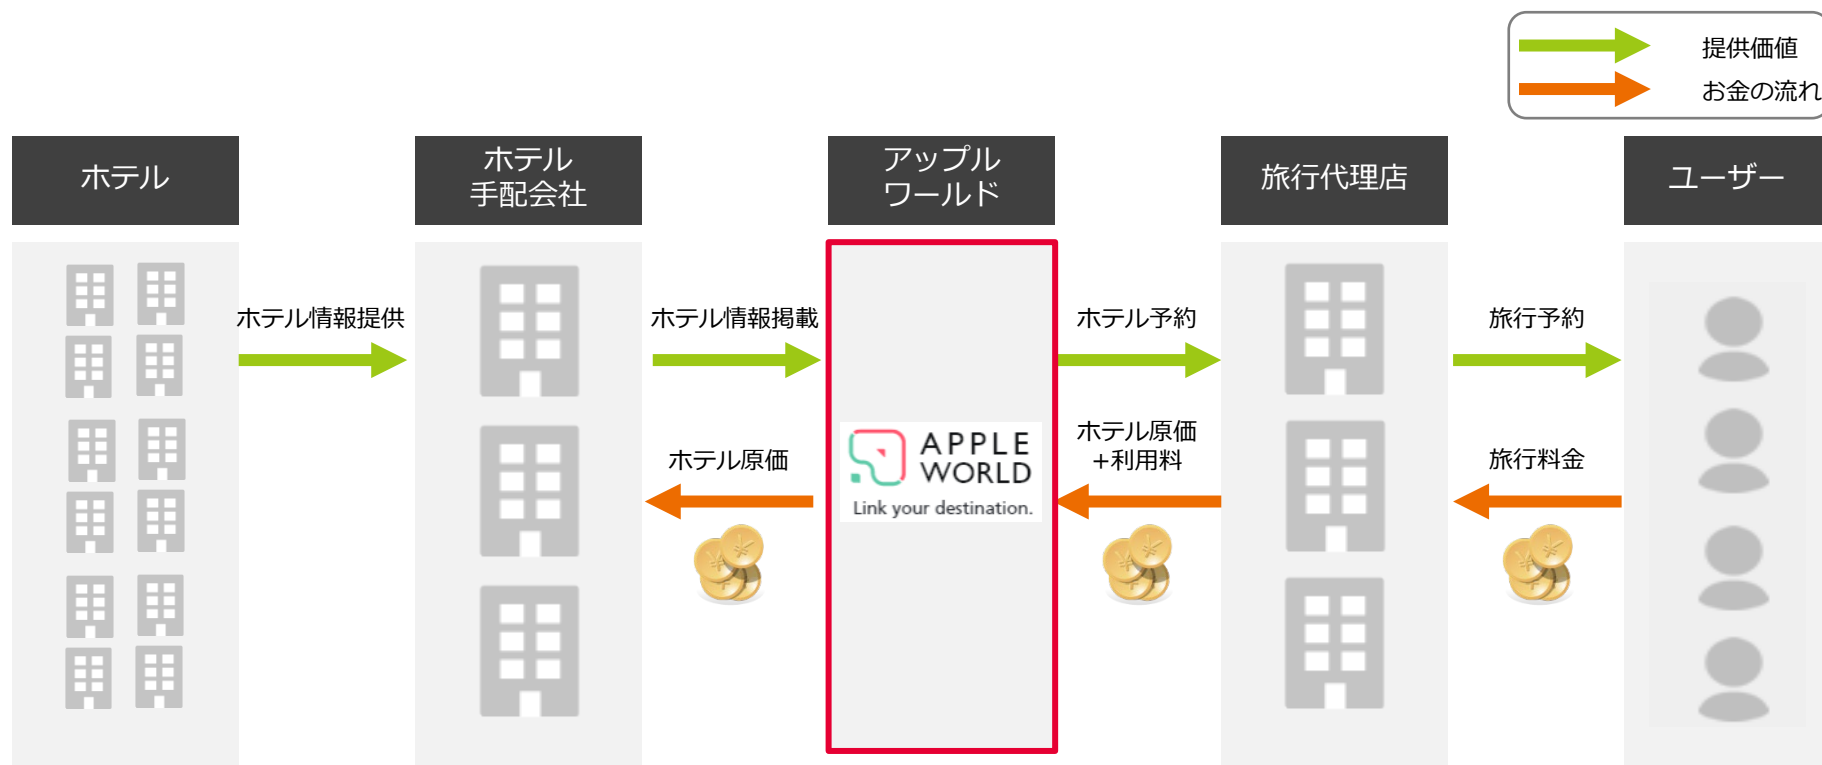 提供価値
お金の流れ
ホテル
ホテル
手配会社
アップル
ワールド
旅行代理店
ユーザー
ホテル情報提供
ホテル情報掲載
ホテル予約
旅行予約
ホテル原価
ホテル原価
+利用料
旅行料金
APPLE
WORLD
Link your destination.